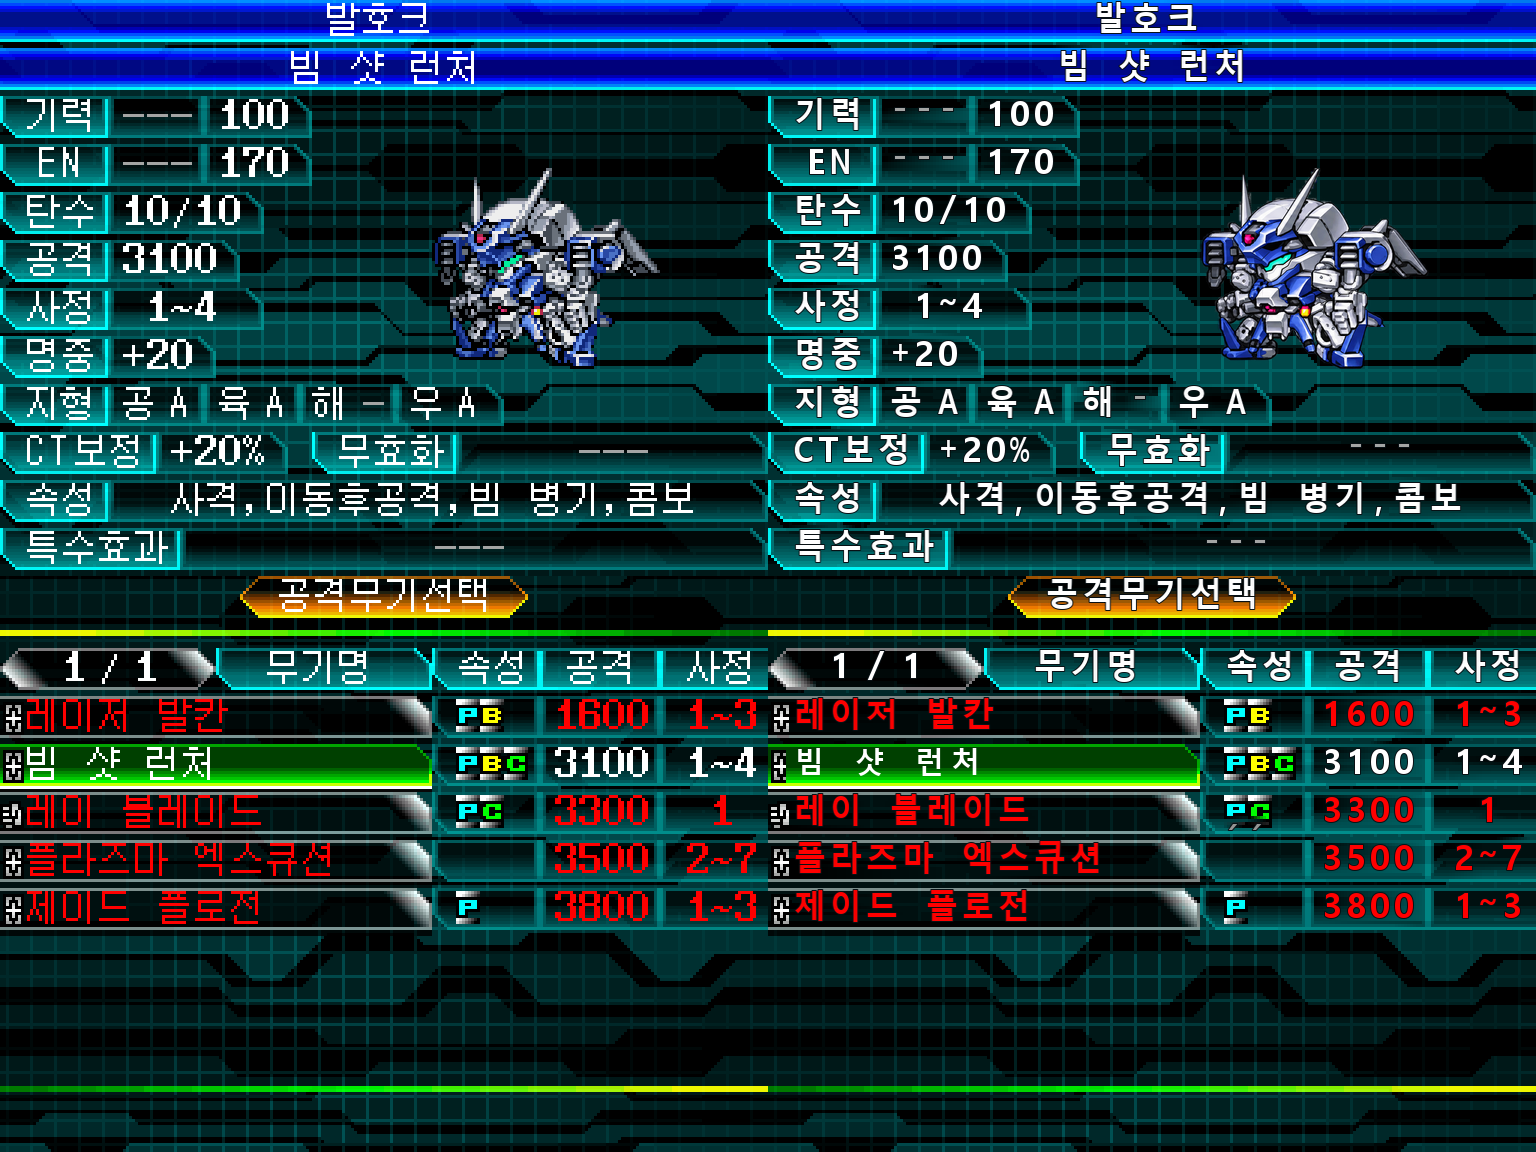 발호크
빔 샷 런처
기력 --- 100
EN --- 170
탄수 10/10
공격 3100
사정 1~4
명중 +20
지형 공 A 육 A 해 - 우 A
CT보정 +20% 무효화 ---
속성 사격,이동후공격,빔 병기,콤보
특수효과 ---
공격무기선택
1 / 1 무기명 속성 공격 사정
레이저 발칸 PB 1600 1~3
빔 샷 런처 PBC 3100 1~4
레이 블레이드 PC 3300 1
플라즈마 엑스큐션 3500 2~7
제이드 플로전 P 3800 1~3
발호크
빔 샷 런처
기력 --- 100
EN --- 170
탄수 10/10
공격 3100
사정 1~4
명중 +20
지형 공 A 육 A 해 - 우 A
CT보정 +20% 무효화 ---
속성 사격,이동후공격,빔 병기,콤보
특수효과 ---
공격무기선택
1 / 1 무기명 속성 공격 사정
레이저 발칸 PB 1600 1~3
빔 샷 런처 PBC 3100 1~4
레이 블레이드 PC 3300 1
플라즈마 엑스큐션 3500 2~7
제이드 플로전 P 3800 1~3